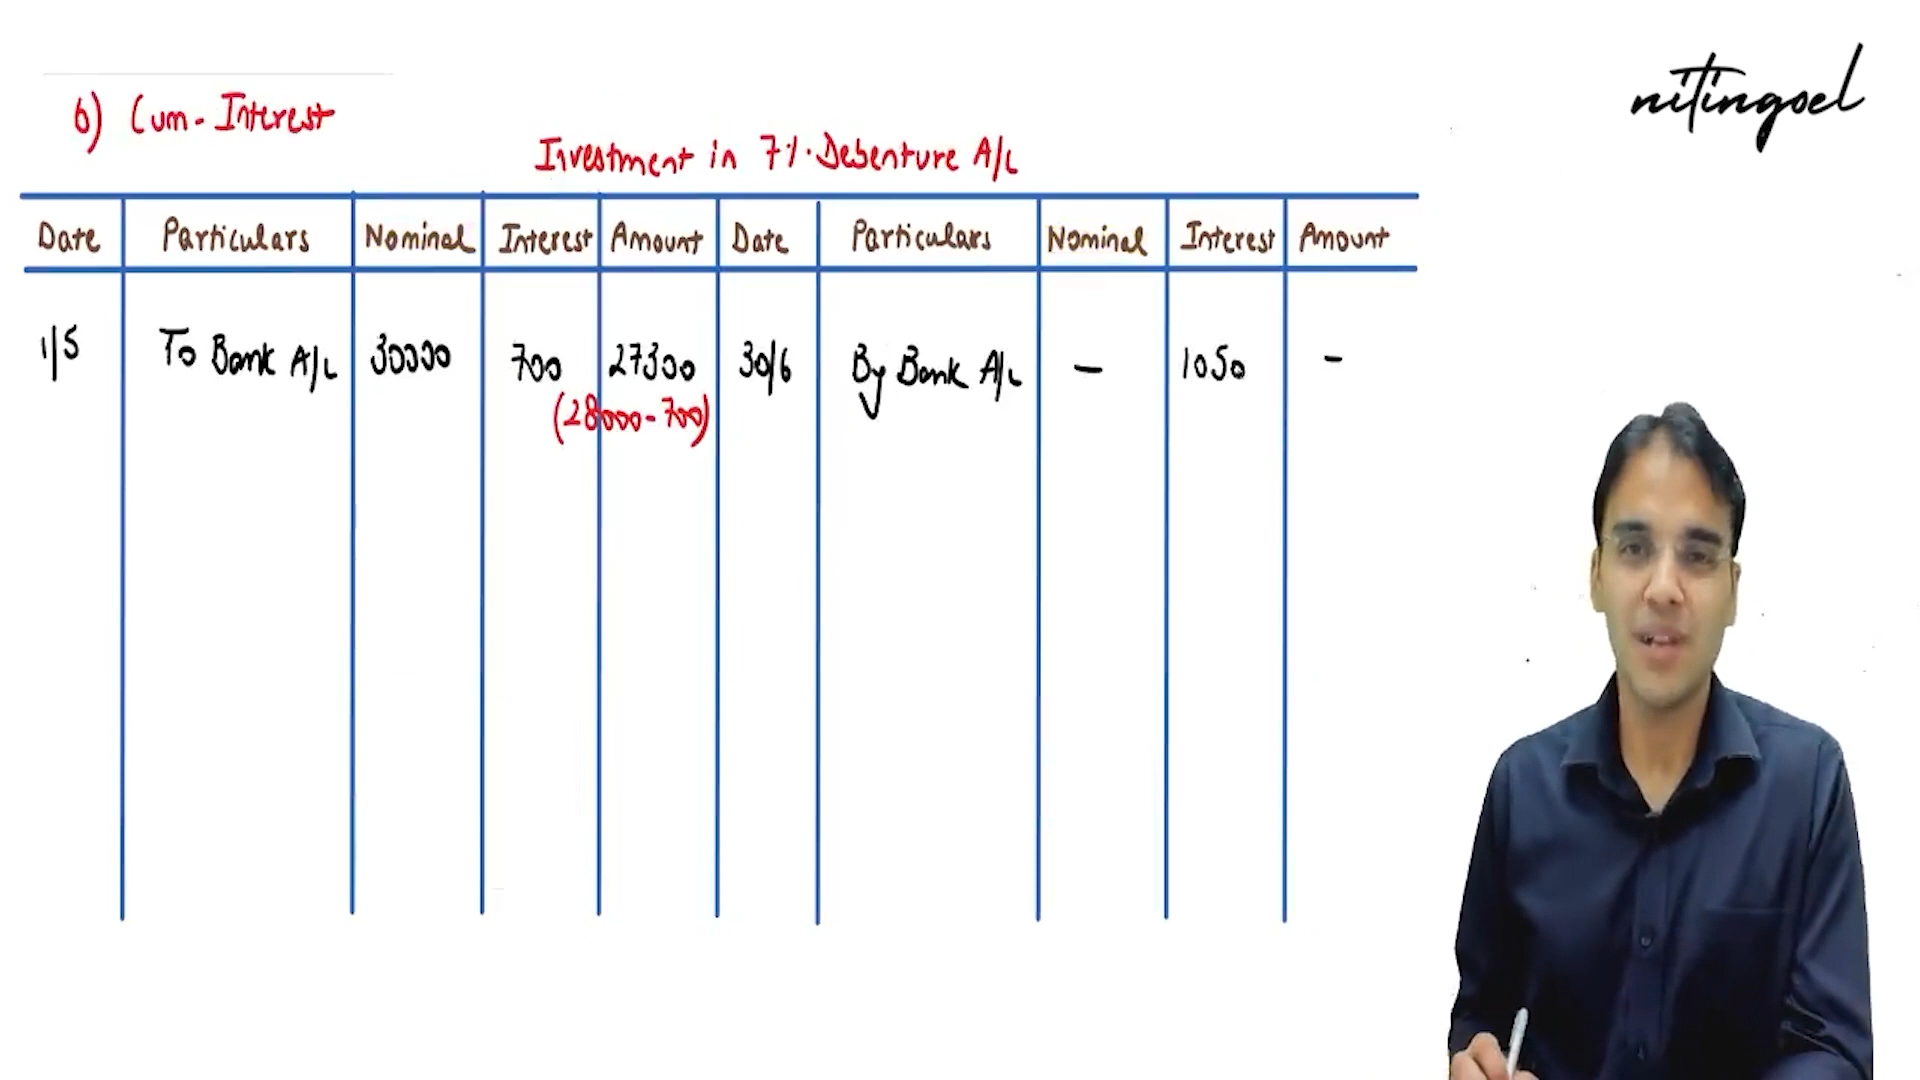 nitingoel
b) Cum-Interest
Investment in 7%. Debenture A/c
Date Particulars Nominal Interest Amount Date Particulars Nominal Interest Amount
1/5 To Bank A/c 30000 700 27300 30/6 By Bank A/c — 1050 -
(28000-700)